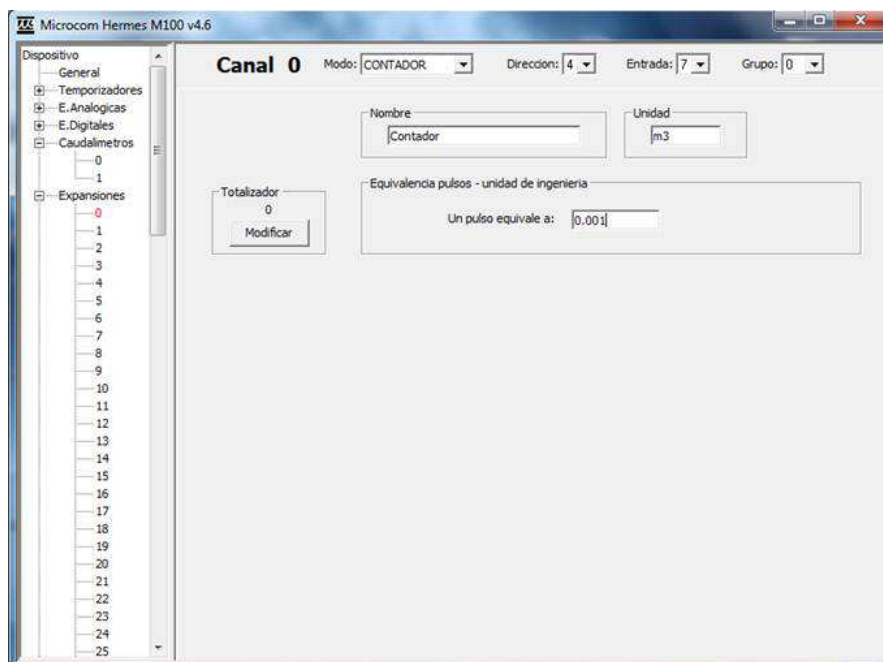 Microcom Hermes M100 v4.6
Dispositivo
General
Temporizadores
E.Analogicas
E.Digitales
Caudalimetros
0
1
Expansiones
0
1
2
3
4
5
6
7
8
9
10
11
12
13
14
15
16
17
18
19
20
21
22
23
24
25
Canal 0 Modo: CONTADOR Direccion: 4 Entrada: 7 Grupo: 0
Nombre Unidad
Contador m3
Totalizador Equivalencia pulsos - unidad de ingenieria
0
Un pulso equivale a: 0.001
Modificar